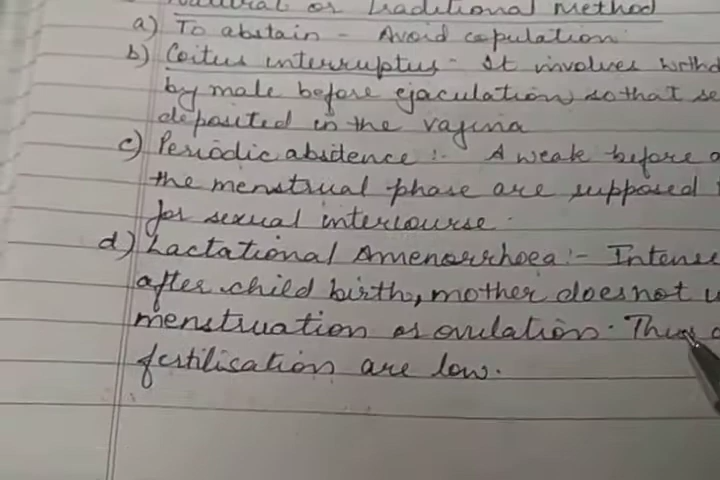 Natural or Traditional Method
a) To abstain - Avoid copulation
b) Coitus interruptus - It involves
by male before ejaculation, so that
deposited in the vagina
c) Periodic abstence :- A weak before
the menstrual phase are supposed
for sexual intercourse.
d) Lactational Amenorrhoea :- Intense
after child birth, mother does not
menstruation or ovulation. Thus
fertilisation are low.